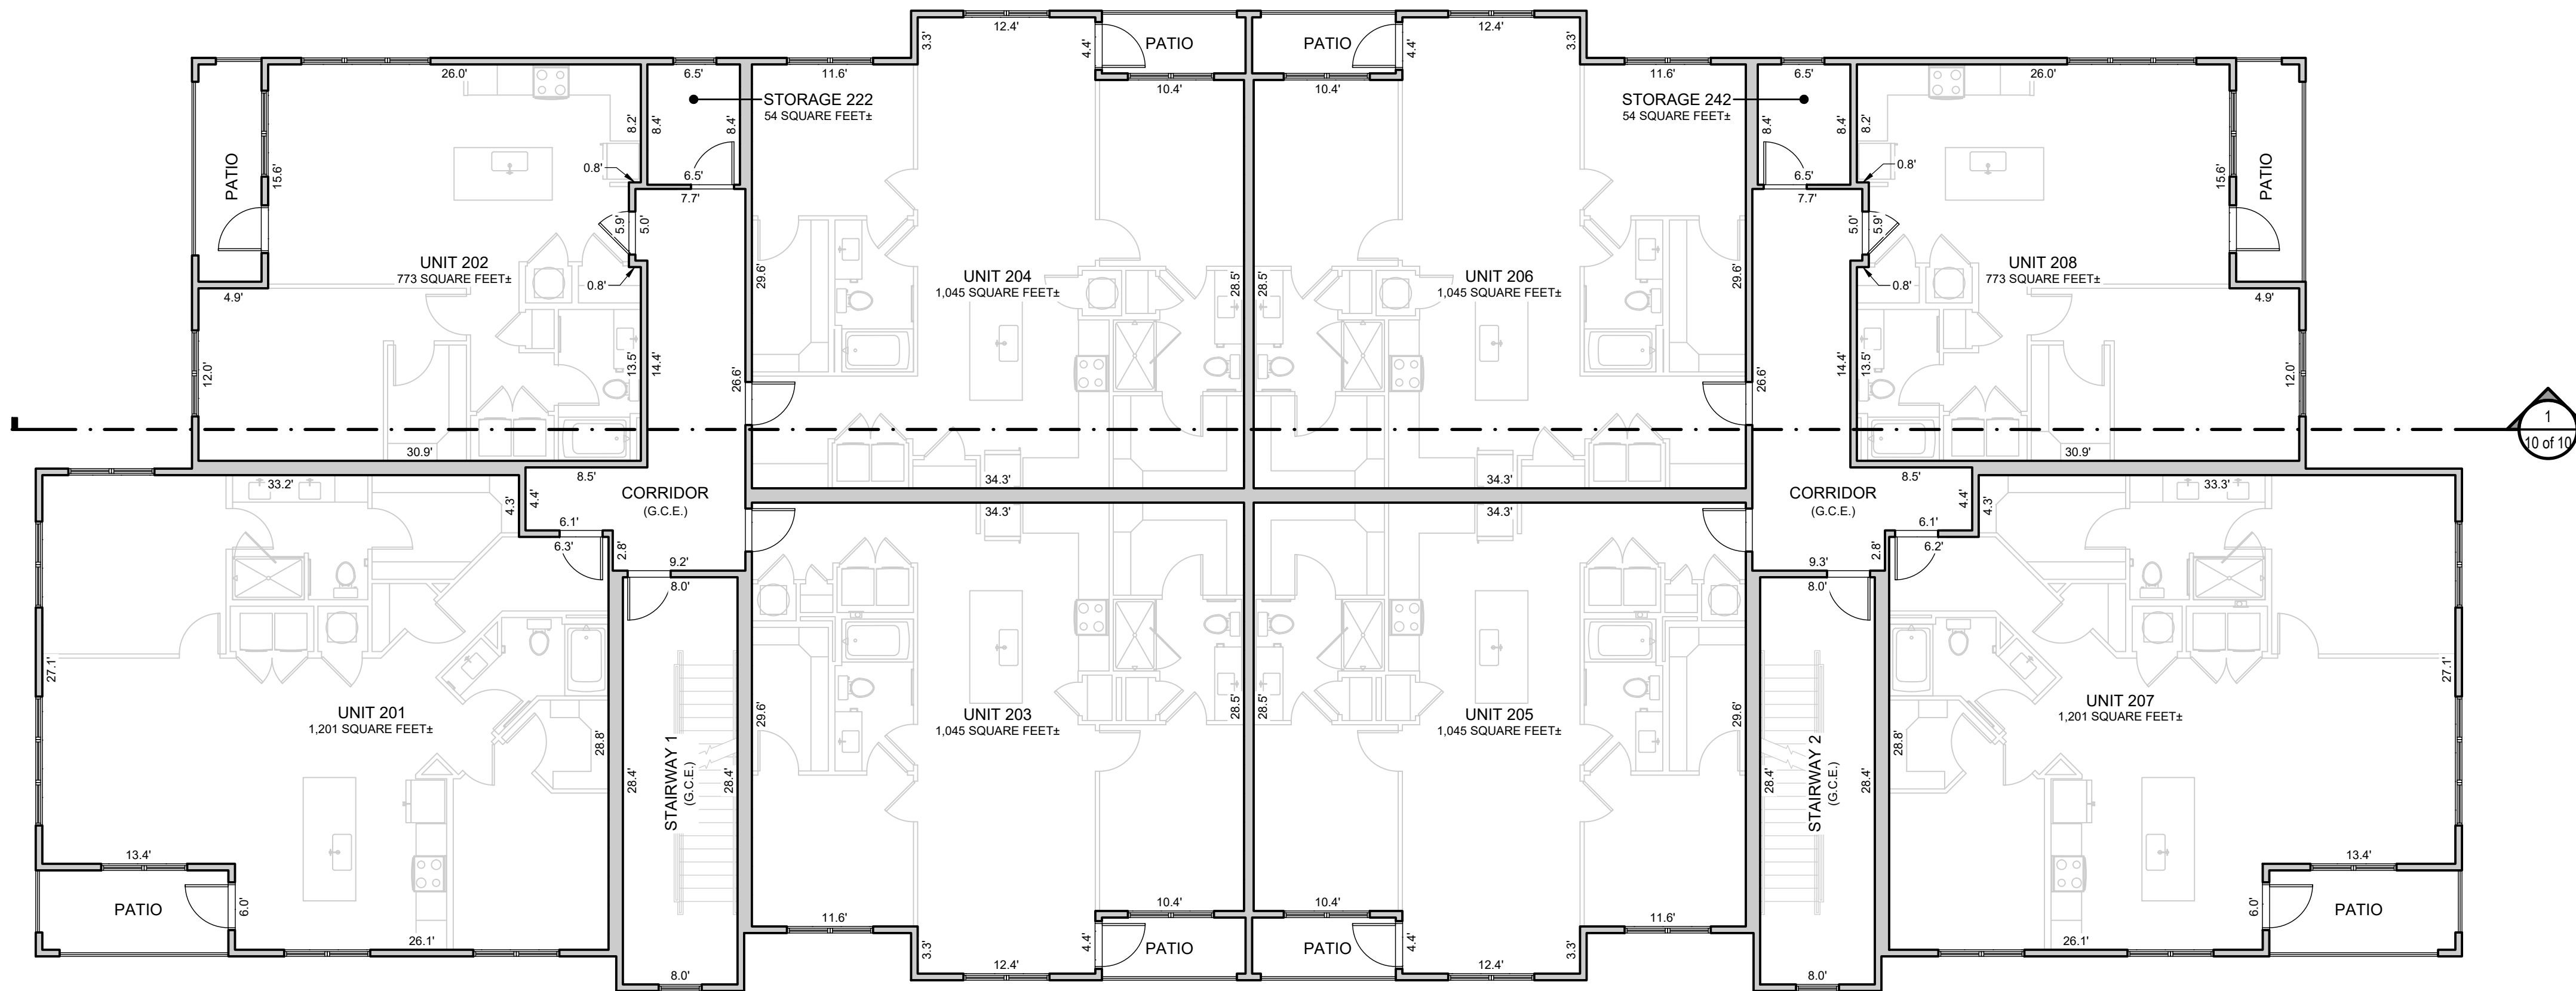 12.4'
3.3'
4.4'
PATIO
PATIO
4.4'
12.4'
3.3'
26.0'
6.5'
11.6'
10.4'
10.4'
11.6'
6.5'
26.0'
STORAGE 222
54 SQUARE FEET±
STORAGE 242
54 SQUARE FEET±
8.2'
8.4'
8.4'
8.4'
8.4'
8.2'
PATIO
15.6'
0.8'
6.5'
7.7'
6.5'
7.7'
0.8'
15.6'
PATIO
5.9'
5.0'
5.0'
5.9'
UNIT 202
773 SQUARE FEET±
UNIT 204
1,045 SQUARE FEET±
UNIT 206
1,045 SQUARE FEET±
UNIT 208
773 SQUARE FEET±
29.6'
28.5'
28.5'
29.6'
0.8'
0.8'
4.9'
4.9'
12.0'
13.5'
14.4'
26.6'
26.6'
14.4'
13.5'
12.0'
1
10 of 10
30.9'
30.9'
8.5'
34.3'
34.3'
8.5'
33.2'
4.3'
4.4'
CORRIDOR
(G.C.E.)
CORRIDOR
(G.C.E.)
4.4'
4.3'
33.3'
34.3'
34.3'
6.1'
6.3'
2.8'
9.2'
8.0'
6.1'
6.2'
2.8'
9.3'
8.0'
27.1'
27.1'
UNIT 201
1,201 SQUARE FEET±
UNIT 203
1,045 SQUARE FEET±
UNIT 205
1,045 SQUARE FEET±
UNIT 207
1,201 SQUARE FEET±
28.8'
29.6'
28.5'
28.5'
29.6'
28.8'
28.4'
STAIRWAY 1
(G.C.E.)
28.4'
28.4'
STAIRWAY 2
(G.C.E.)
28.4'
13.4'
13.4'
PATIO
6.0'
11.6'
10.4'
10.4'
11.6'
6.0'
PATIO
26.1'
3.3'
4.4'
PATIO
PATIO
4.4'
3.3'
26.1'
8.0'
12.4'
12.4'
8.0'